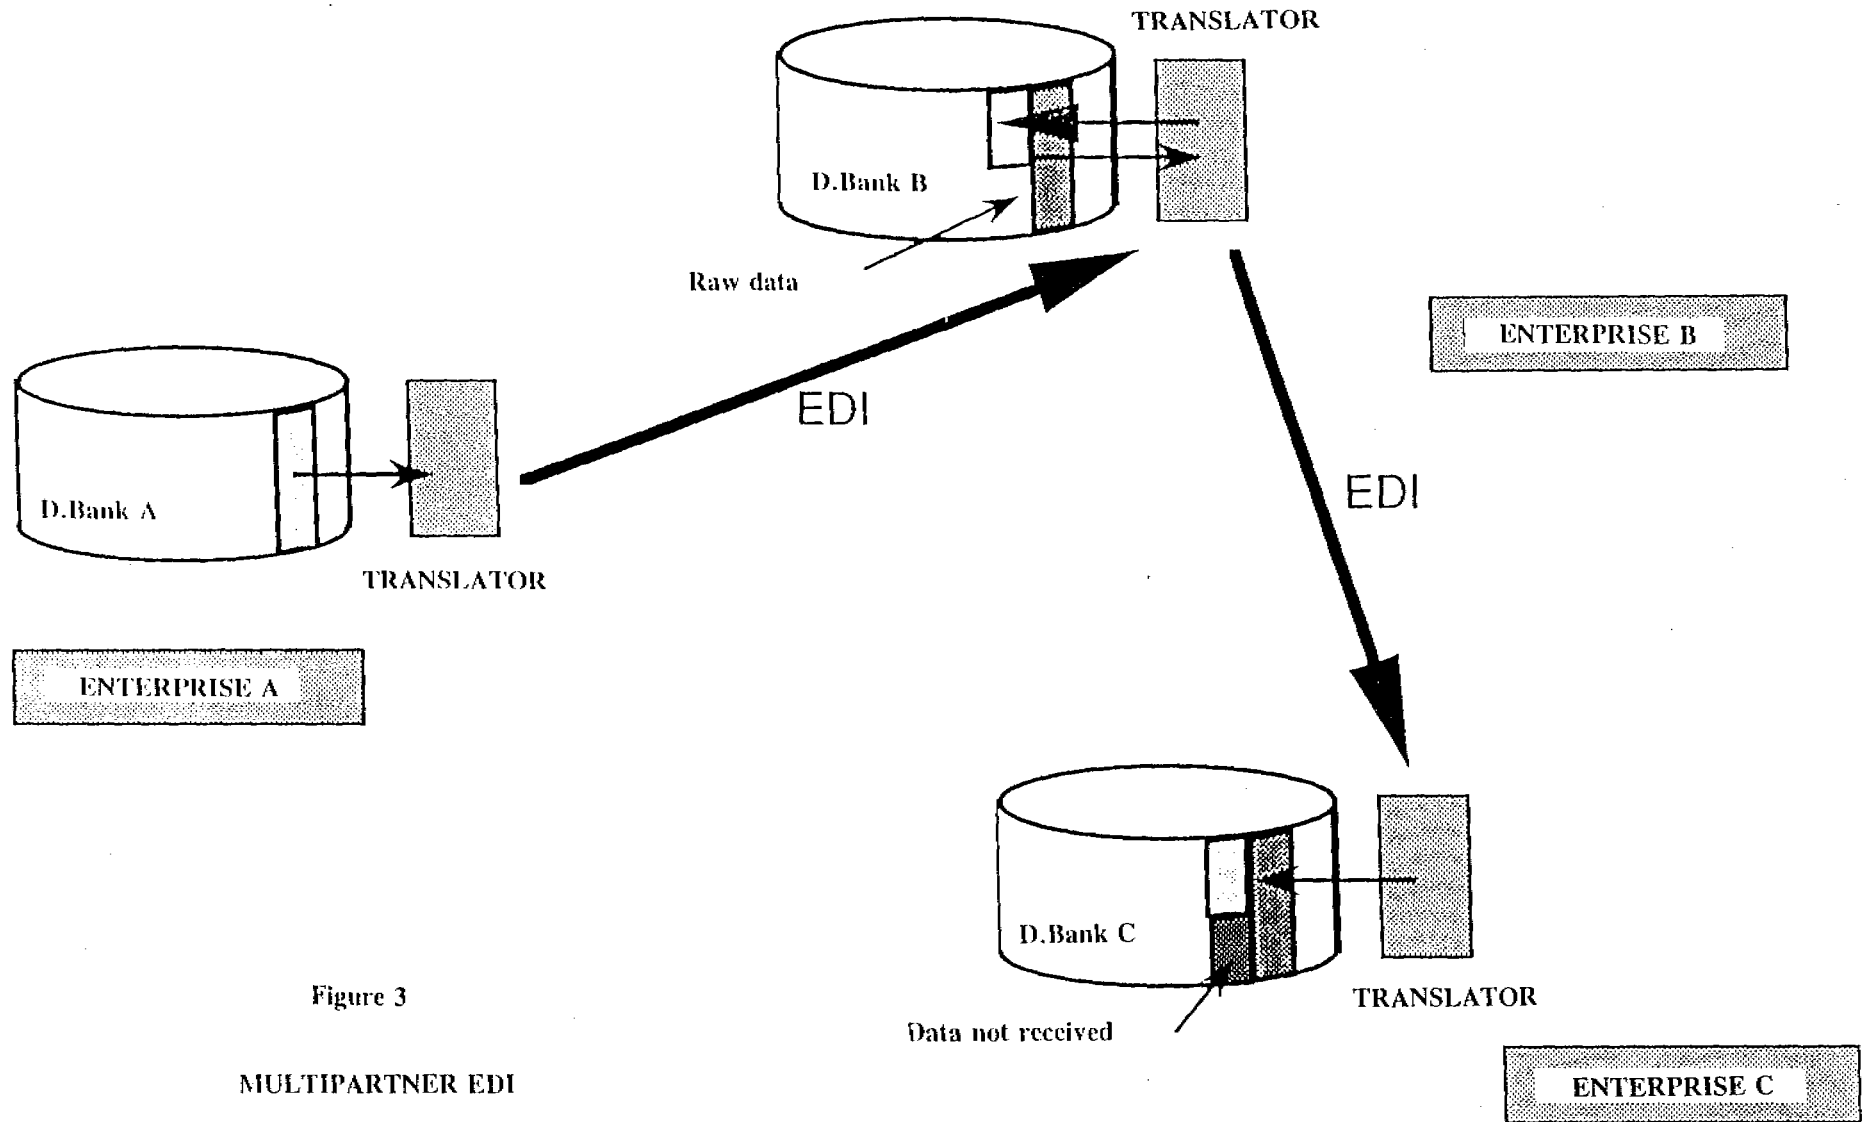 TRANSLATOR
D.Bank B
Raw data
ENTERPRISE B
EDI
D.Bank A
EDI
TRANSLATOR
ENTERPRISE A
D.Bank C
Figure 3
TRANSLATOR
Data not received
MULTIPARTNER EDI
ENTERPRISE C